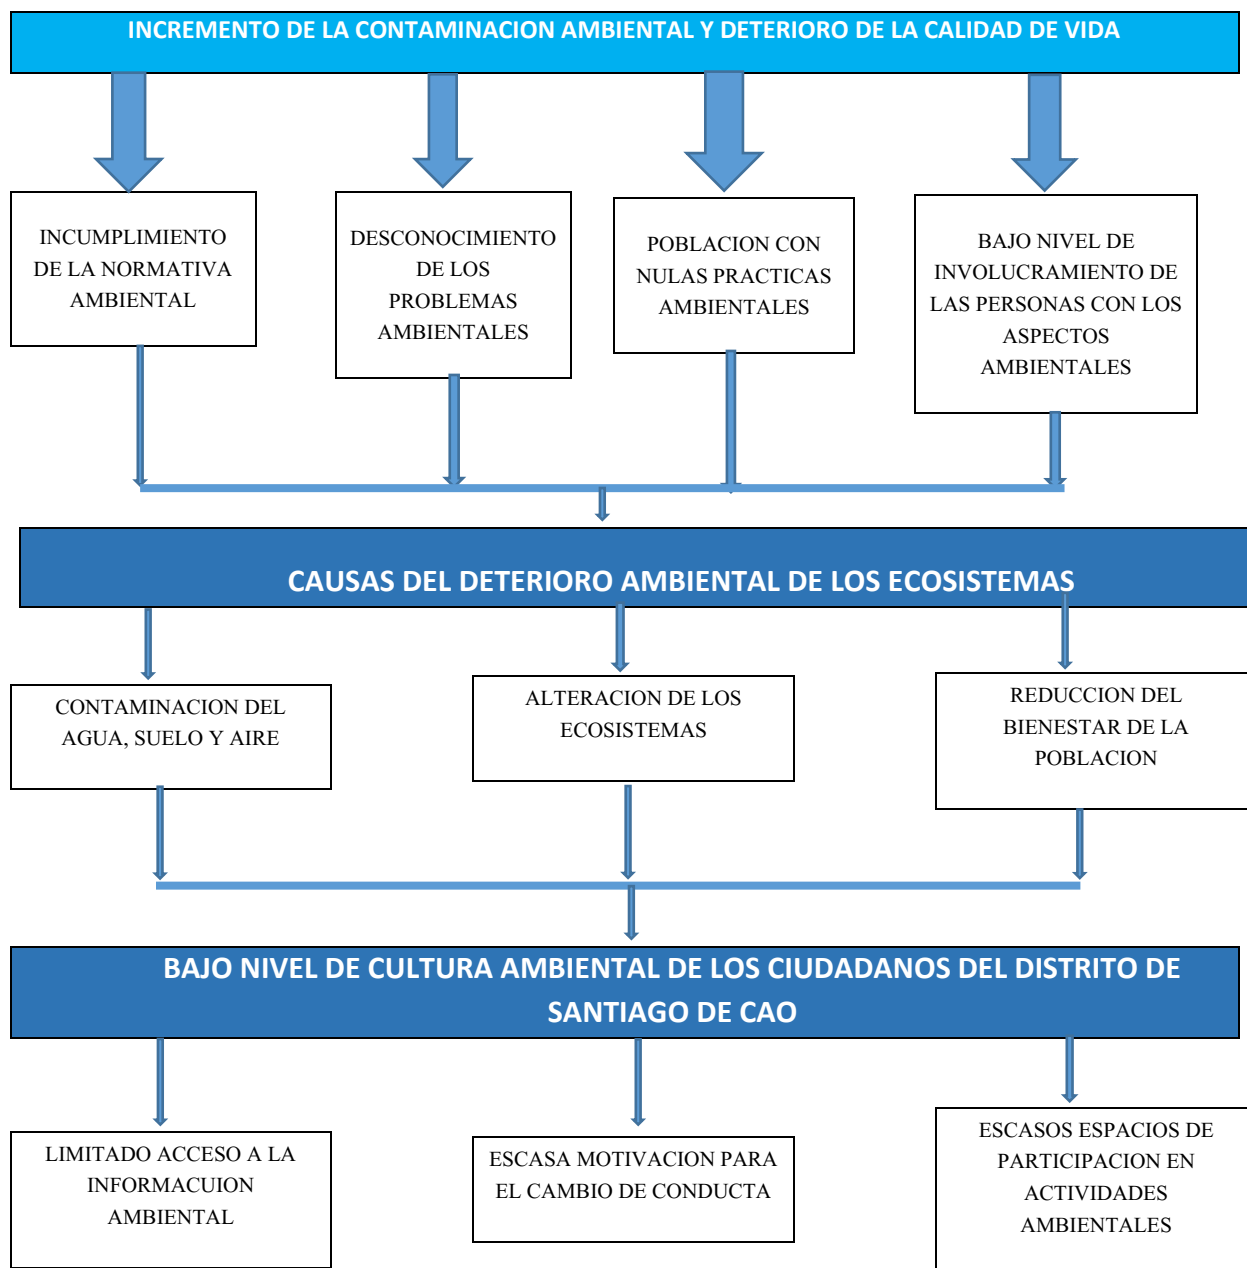 INCREMENTO DE LA CONTAMINACION AMBIENTAL Y DETERIORO DE LA CALIDAD DE VIDA
INCUMPLIMIENTO
DE LA NORMATIVA
AMBIENTAL
DESCONOCIMIENTO
DE LOS
PROBLEMAS
AMBIENTALES
POBLACION CON
NULAS PRACTICAS
AMBIENTALES
BAJO NIVEL DE
INVOLUCRAMIENTO DE
LAS PERSONAS CON LOS
ASPECTOS
AMBIENTALES
CAUSAS DEL DETERIORO AMBIENTAL DE LOS ECOSISTEMAS
CONTAMINACION DEL
AGUA, SUELO Y AIRE
ALTERACION DE LOS
ECOSISTEMAS
REDUCCION DEL
BIENESTAR DE LA
POBLACION
BAJO NIVEL DE CULTURA AMBIENTAL DE LOS CIUDADANOS DEL DISTRITO DE
SANTIAGO DE CAO
LIMITADO ACCESO A LA
INFORMACUION
AMBIENTAL
ESCASA MOTIVACION PARA
EL CAMBIO DE CONDUCTA
ESCASOS ESPACIOS DE
PARTICIPACION EN
ACTIVIDADES
AMBIENTALES